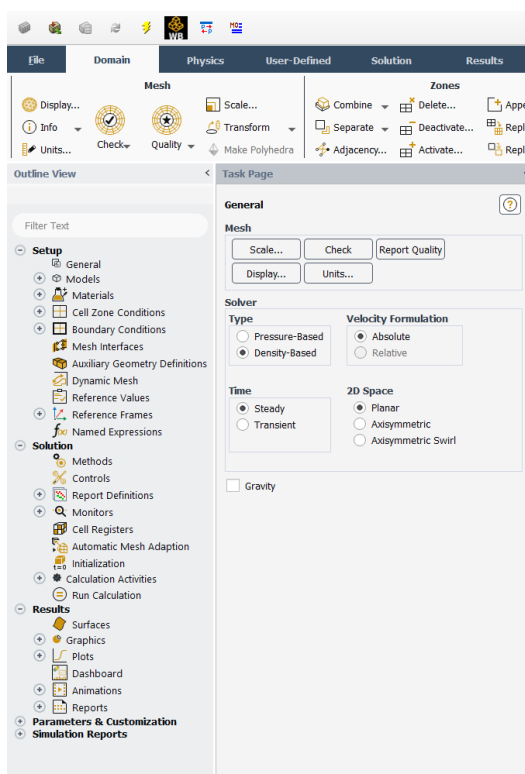 WB
File Domain Physics User-Defined Solution Results
Mesh Zones
Display... Scale... Combine Delete...
Info Transform Separate Deactivate...
Units... Check Quality Make Polyhedra Adjacency... Activate...
Outline View < Task Page
Filter Text
Setup
General
Models
Materials
Cell Zone Conditions
Boundary Conditions
Mesh Interfaces
Auxiliary Geometry Definitions
Dynamic Mesh
Reference Values
Reference Frames
Named Expressions
Solution
Methods
Controls
Report Definitions
Monitors
Cell Registers
Automatic Mesh Adaption
Initialization
Calculation Activities
Run Calculation
Results
Surfaces
Graphics
Plots
Dashboard
Animations
Reports
Parameters & Customization
Simulation Reports
General ?
Mesh
Scale... Check Report Quality
Display... Units...
Solver
Type Velocity Formulation
Pressure-Based Absolute
Density-Based Relative
Time 2D Space
Steady Planar
Transient Axisymmetric
Axisymmetric Swirl
Gravity